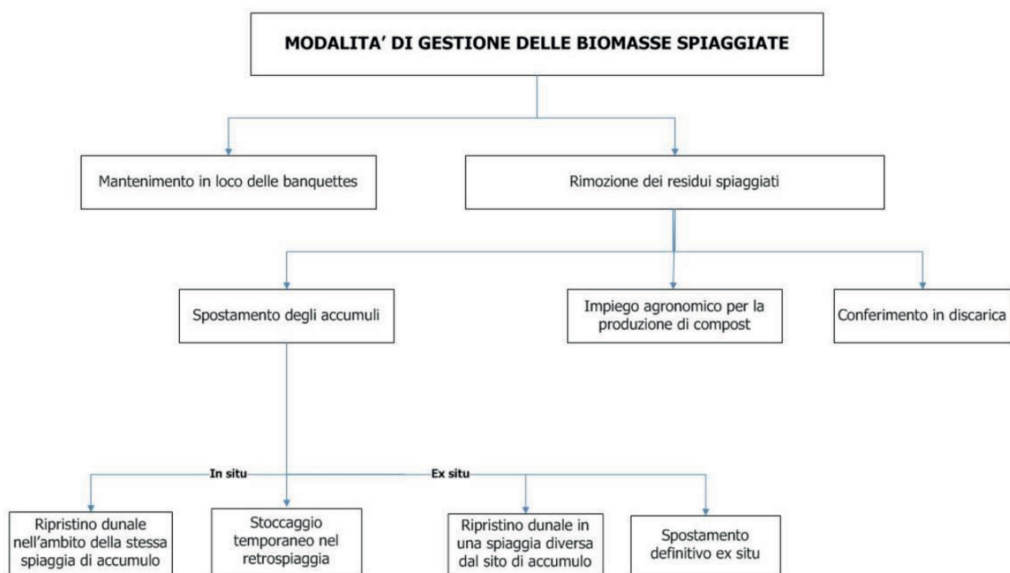 MODALITA’ DI GESTIONE DELLE BIOMASSE SPIAGGIATE
Mantenimento in loco delle banquettes
Rimozione dei residui spiaggiati
Spostamento degli accumuli
Impiego agronomico per la
produzione di compost
Conferimento in discarica
In situ
Ex situ
Ripristino dunale
nell’ambito della stessa
spiaggia di accumulo
Stoccaggio
temporaneo nel
retrospiaggia
Ripristino dunale in
una spiaggia diversa
dal sito di accumulo
Spostamento
definitivo ex situ